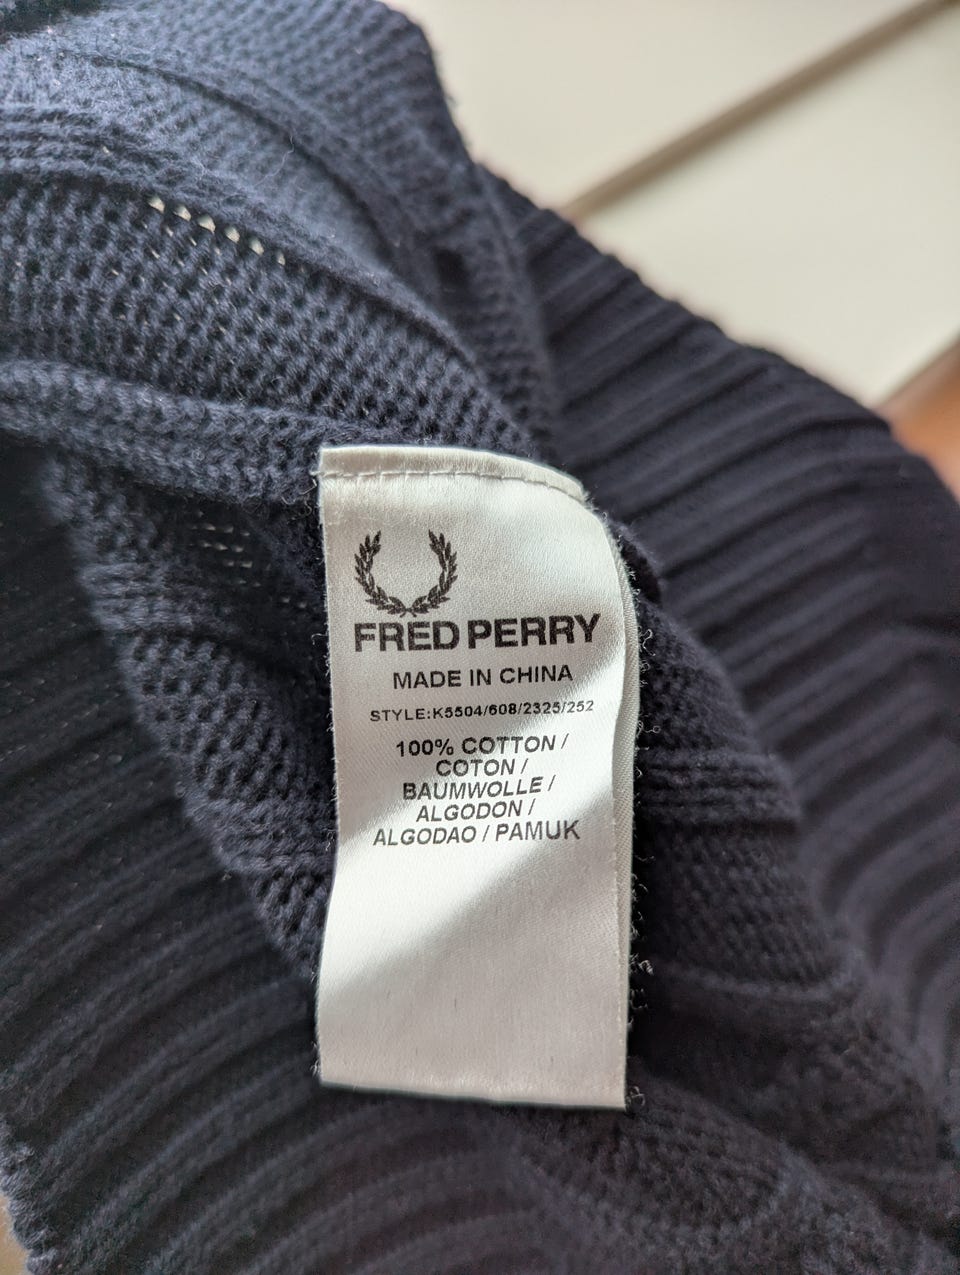 FRED PERRY
MADE IN CHINA
STYLE:K5504/608/2325/252
100% COTTON /
COTON /
BAUMWOLLE /
ALGODON /
ALGODAO / PAMUK